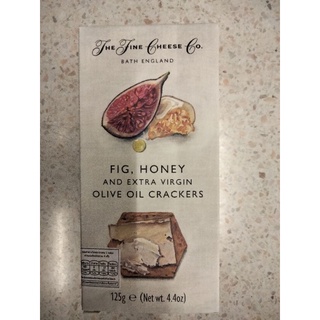 The Fine Cheese Co.
BATH ENGLAND
FIG, HONEY
AND EXTRA VIRGIN
OLIVE OIL CRACKERS
125g ℮ (Net wt. 4.4oz)